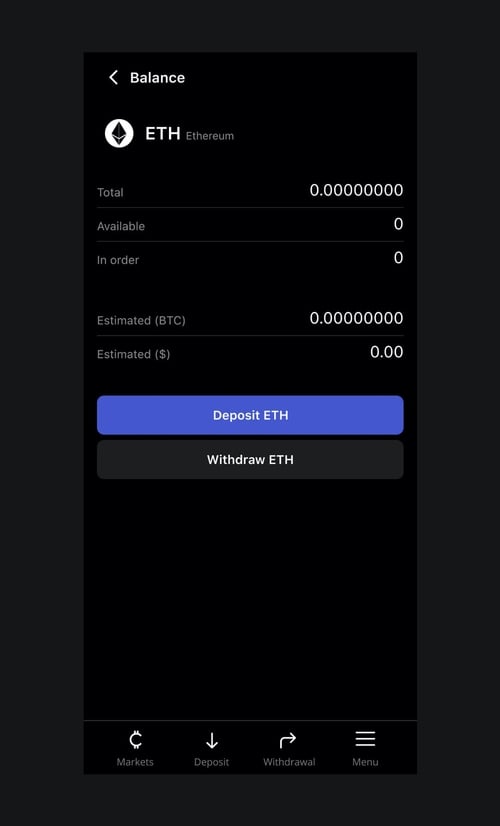 Balance
ETH Ethereum
Total 0.00000000
Available 0
In order 0
Estimated (BTC) 0.00000000
Estimated ($) 0.00
Deposit ETH
Withdraw ETH
Markets Deposit Withdrawal Menu